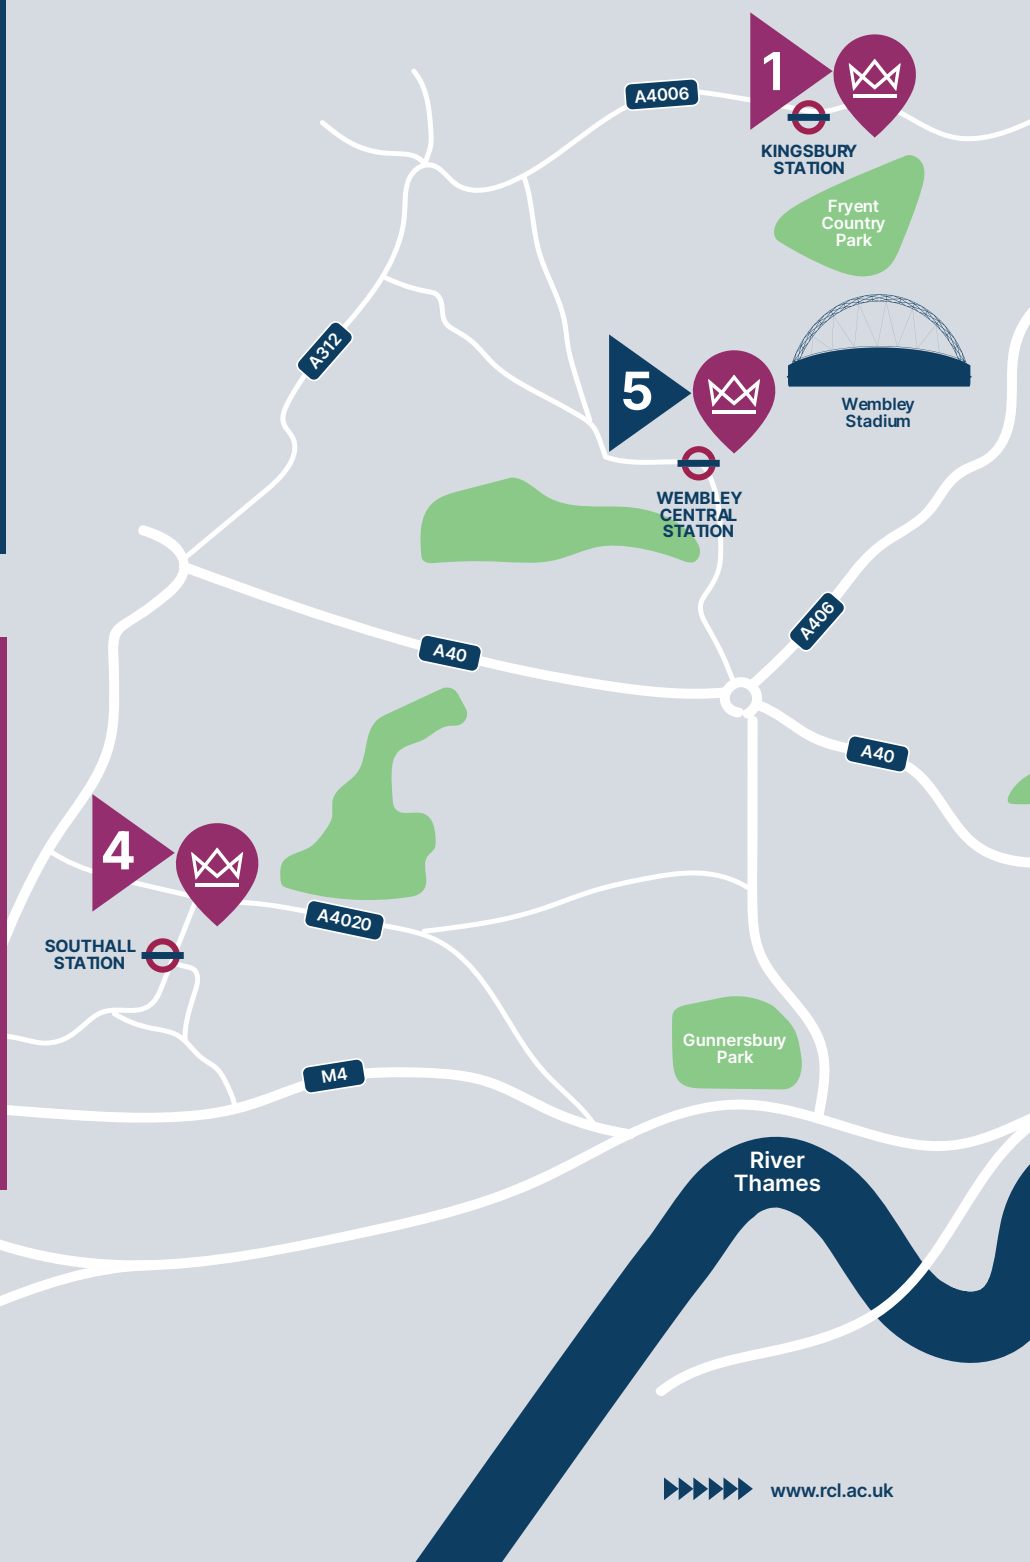 1
A4006
KINGSBURY
STATION
Fryent
Country
Park
A312
5
Wembley
Stadium
WEMBLEY
CENTRAL
STATION
A406
A40
A40
4
A4020
SOUTHALL
STATION
Gunnersbury
Park
M4
River
Thames
www.rcl.ac.uk